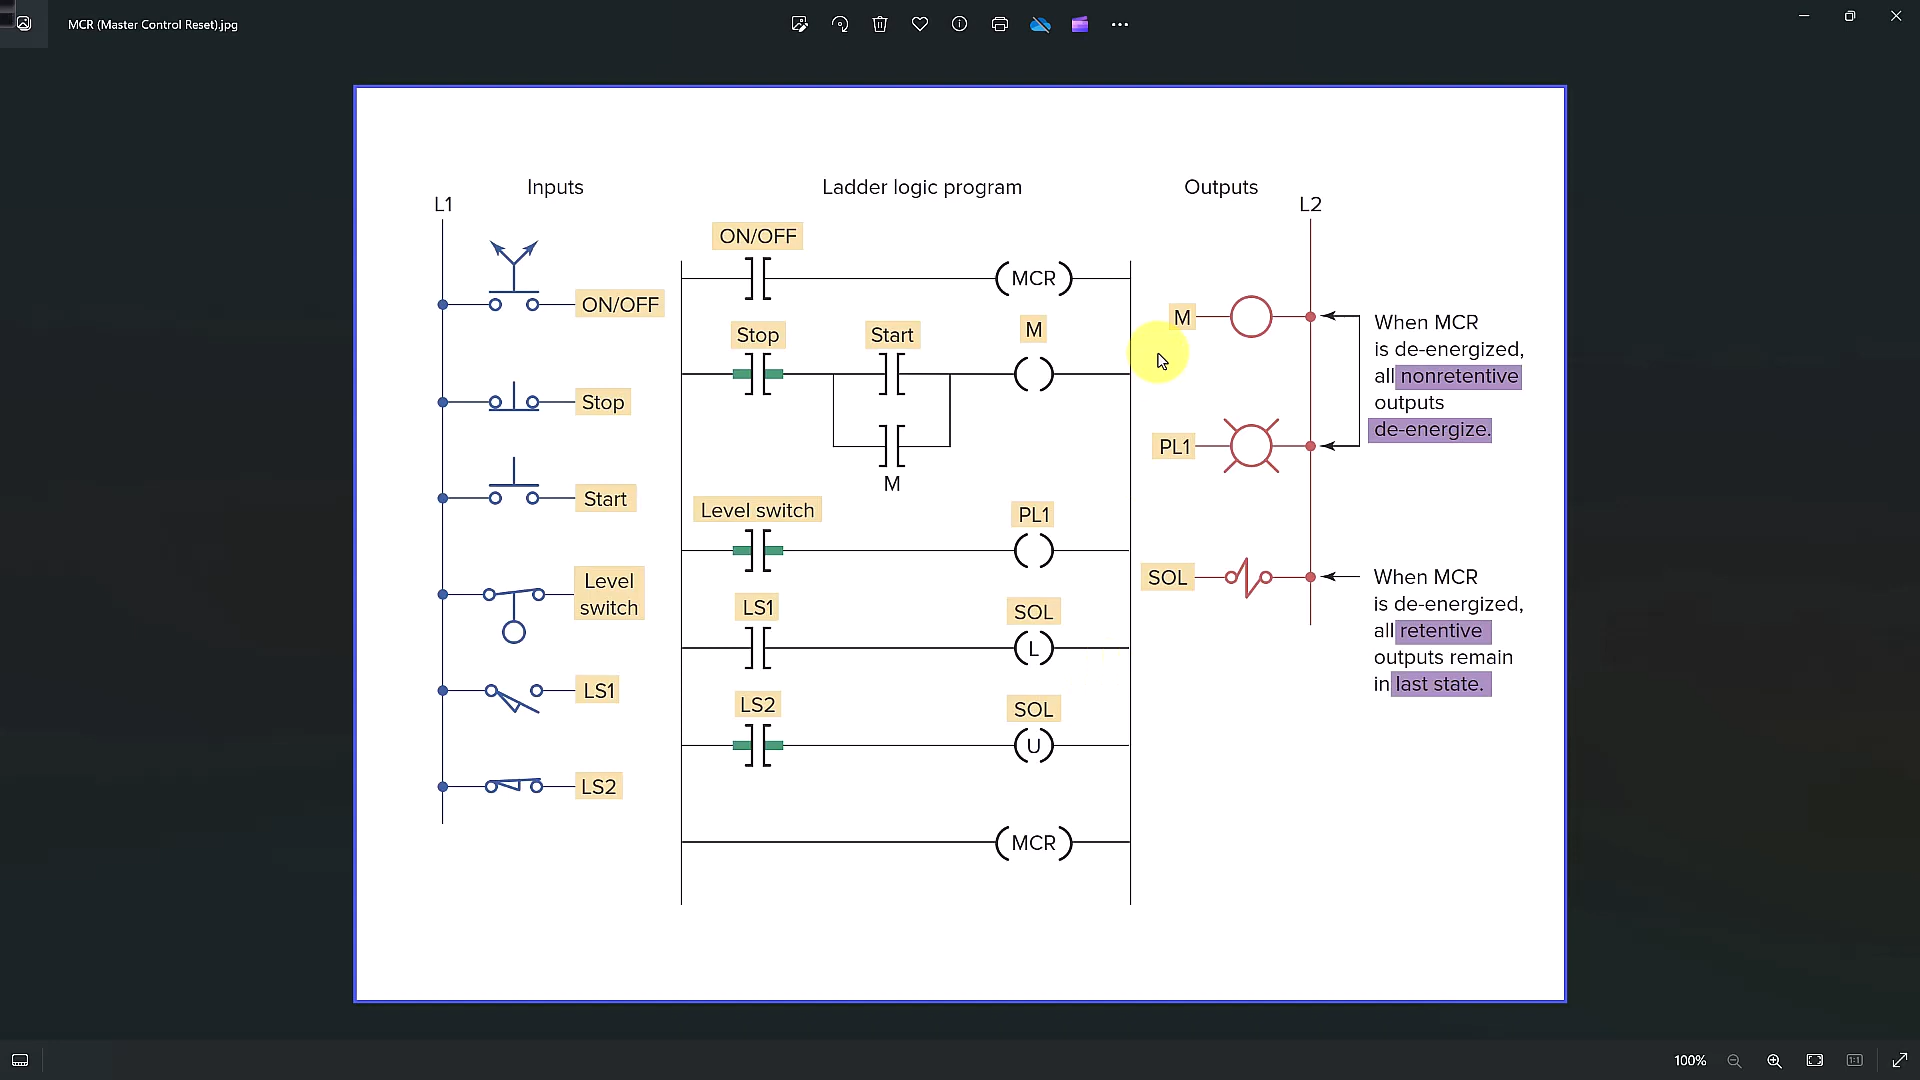 MCR (Master Control Reset).jpg
Inputs
Ladder logic program
Outputs
L1
L2
ON/OFF
MCR
ON/OFF
M
When MCR
is de-energized,
all nonretentive
outputs
de-energize.
Stop
Start
M
Stop
PL1
M
Start
Level switch
PL1
Level
switch
SOL
When MCR
is de-energized,
all retentive
outputs remain
in last state.
LS1
SOL
L
LS1
LS2
SOL
U
LS2
MCR
100%
1:1